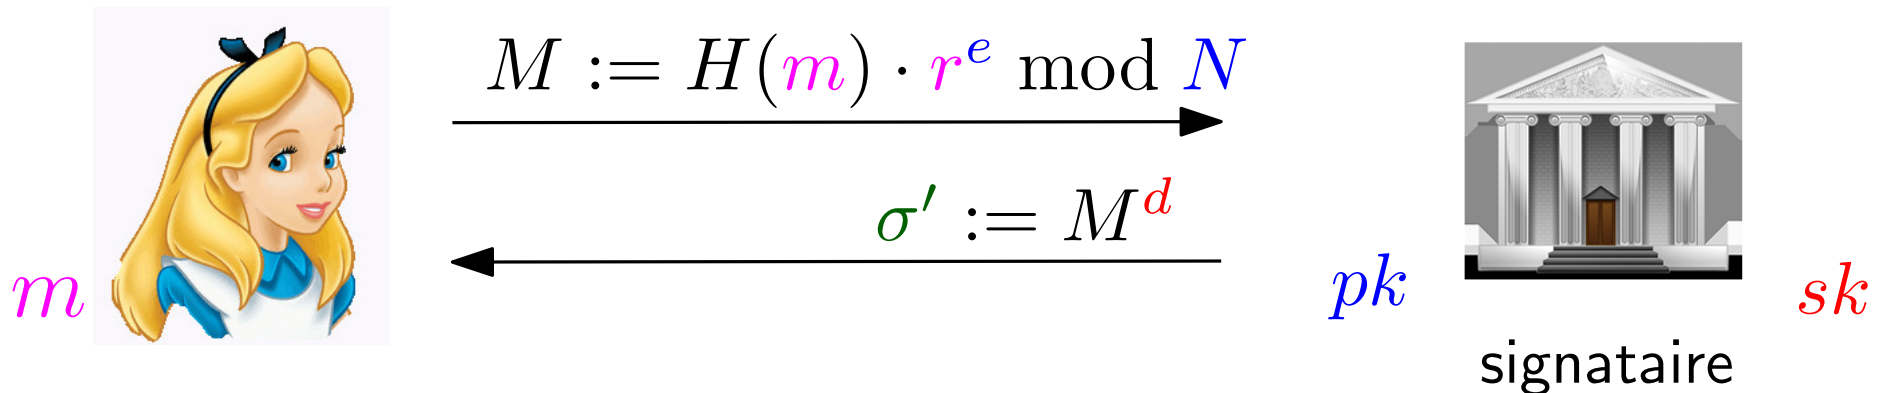 M := H(m) · r^e mod N
σ′ := M^d
m
pk
sk
signataire